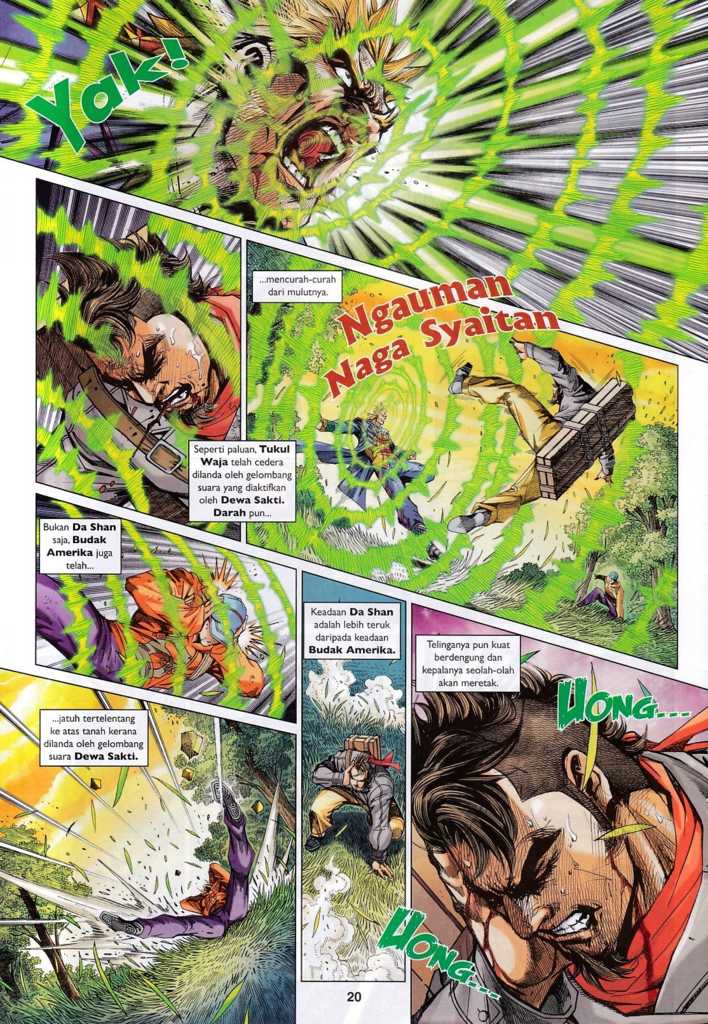 Yak!
...mencurah-curah
dari mulutnya.
Ngauman
Naga Syaitan
Seperti paluan, Tukul
Waja telah cedera
dilanda oleh gelombang
suara yang diaktifkan
oleh Dewa Sakti.
Darah pun...
Bukan Da Shan
saja, Budak
Amerika juga
telah...
...jatuh tertelentang
ke atas tanah kerana
dilanda oleh gelombang
suara Dewa Sakti.
Keadaan Da Shan
adalah lebih teruk
daripada keadaan
Budak Amerika.
Telinganya pun kuat
berdengung dan
kepalanya seolah-olah
akan meretak.
UONG...
UONG...
20